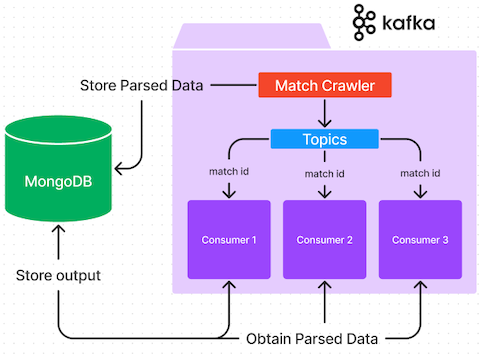 kafka
Store Parsed Data
Match Crawler
Topics
match id
match id
match id
MongoDB
Consumer 1
Consumer 2
Consumer 3
Store output
Obtain Parsed Data